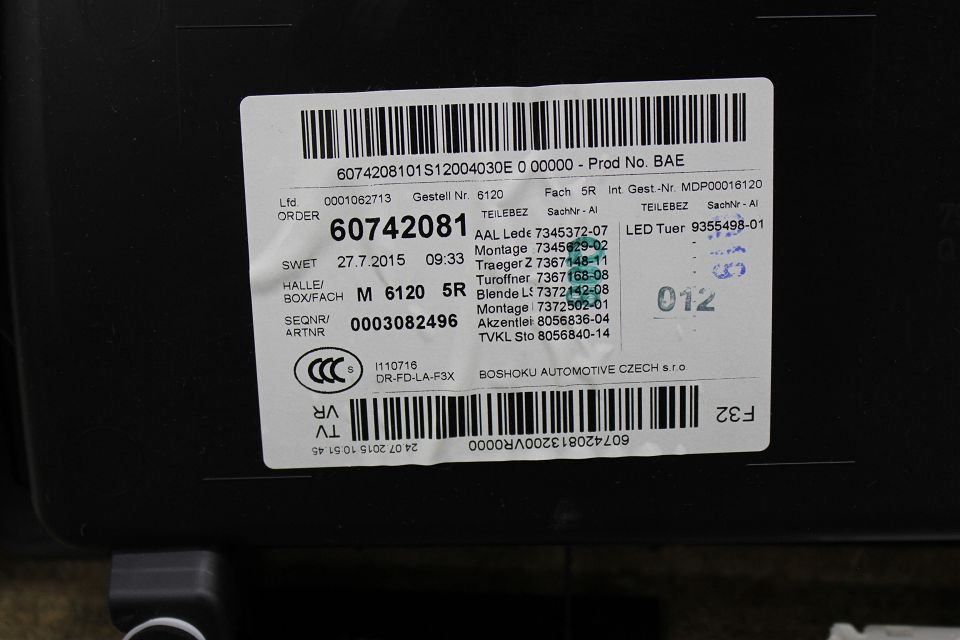 6074208101S12004030E 0 00000 - Prod No. BAE
Lfd. 0001062713 Gestell Nr. 6120 Fach 5R Int. Gest.-Nr. MDP00016120
ORDER 60742081
SWET 27.7.2015 09:33
HALLE/
BOX/FACH M 6120 5R
SEQNR/
ARTNR 0003082496
TEILEBEZ SachNr - AI
AAL Lede 7345372-07
Montage 7345629-02
Traeger Z 7367148-11
Turoffner 7367168-08
Blende LS 7372142-08
Montage 7372502-01
Akzentlei 8056836-04
TVKL Sto 8056840-14
TEILEBEZ SachNr - AI
LED Tuer 9355498-01
012
CCC S
I110716
DR-FD-LA-F3X
BOSHOKU AUTOMOTIVE CZECH s.r.o.
F32
607420813200VR0000
24.07.2015 10:51:45
TV
VR